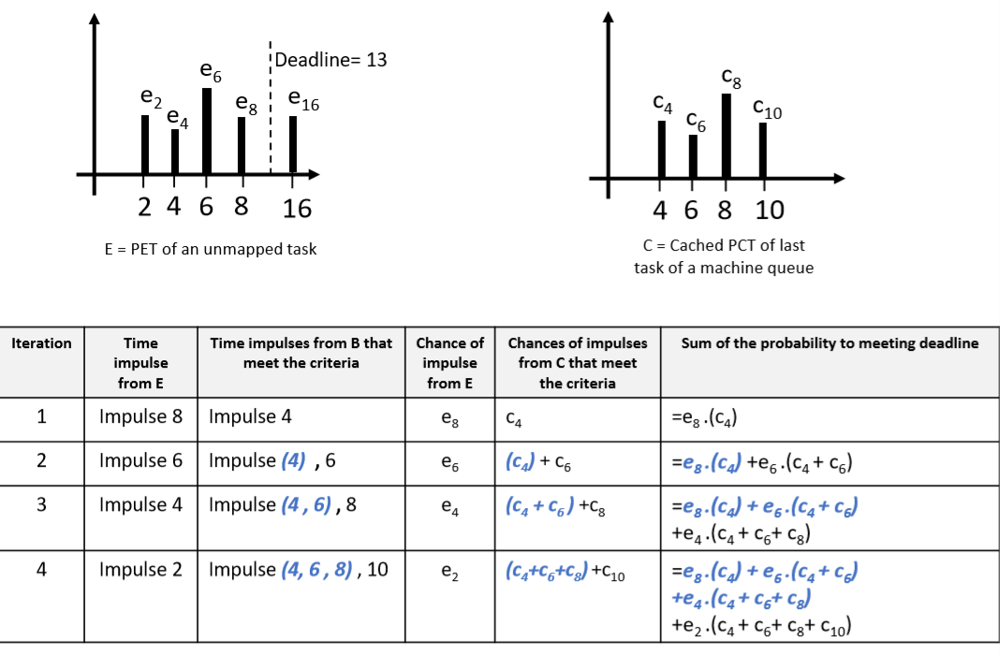 Deadline= 13
e2 e4 e6 e8 e16
2 4 6 8 16
E = PET of an unmapped task
c4 c6 c8 c10
4 6 8 10
C = Cached PCT of last
task of a machine queue
Iteration
Time
impulse
from E
Time impulses from B that
meet the criteria
Chance of
impulse
from E
Chances of impulses
from C that meet
the criteria
Sum of the probability to meeting deadline
1 Impulse 8 Impulse 4 e8 c4 =e8.(c4)
2 Impulse 6 Impulse (4) , 6 e6 (c4) + c6 =e8.(c4) +e6.(c4 + c6)
3 Impulse 4 Impulse (4 , 6) , 8 e4 (c4 + c6 ) +c8 =e8.(c4) + e6.(c4 + c6)
+e4.(c4 + c6+ c8)
4 Impulse 2 Impulse (4, 6 , 8) , 10 e2 (c4+c6+c8) +c10 =e8.(c4) + e6.(c4 + c6)
+e4.(c4 + c6+ c8)
+e2.(c4 + c6+ c8+ c10)